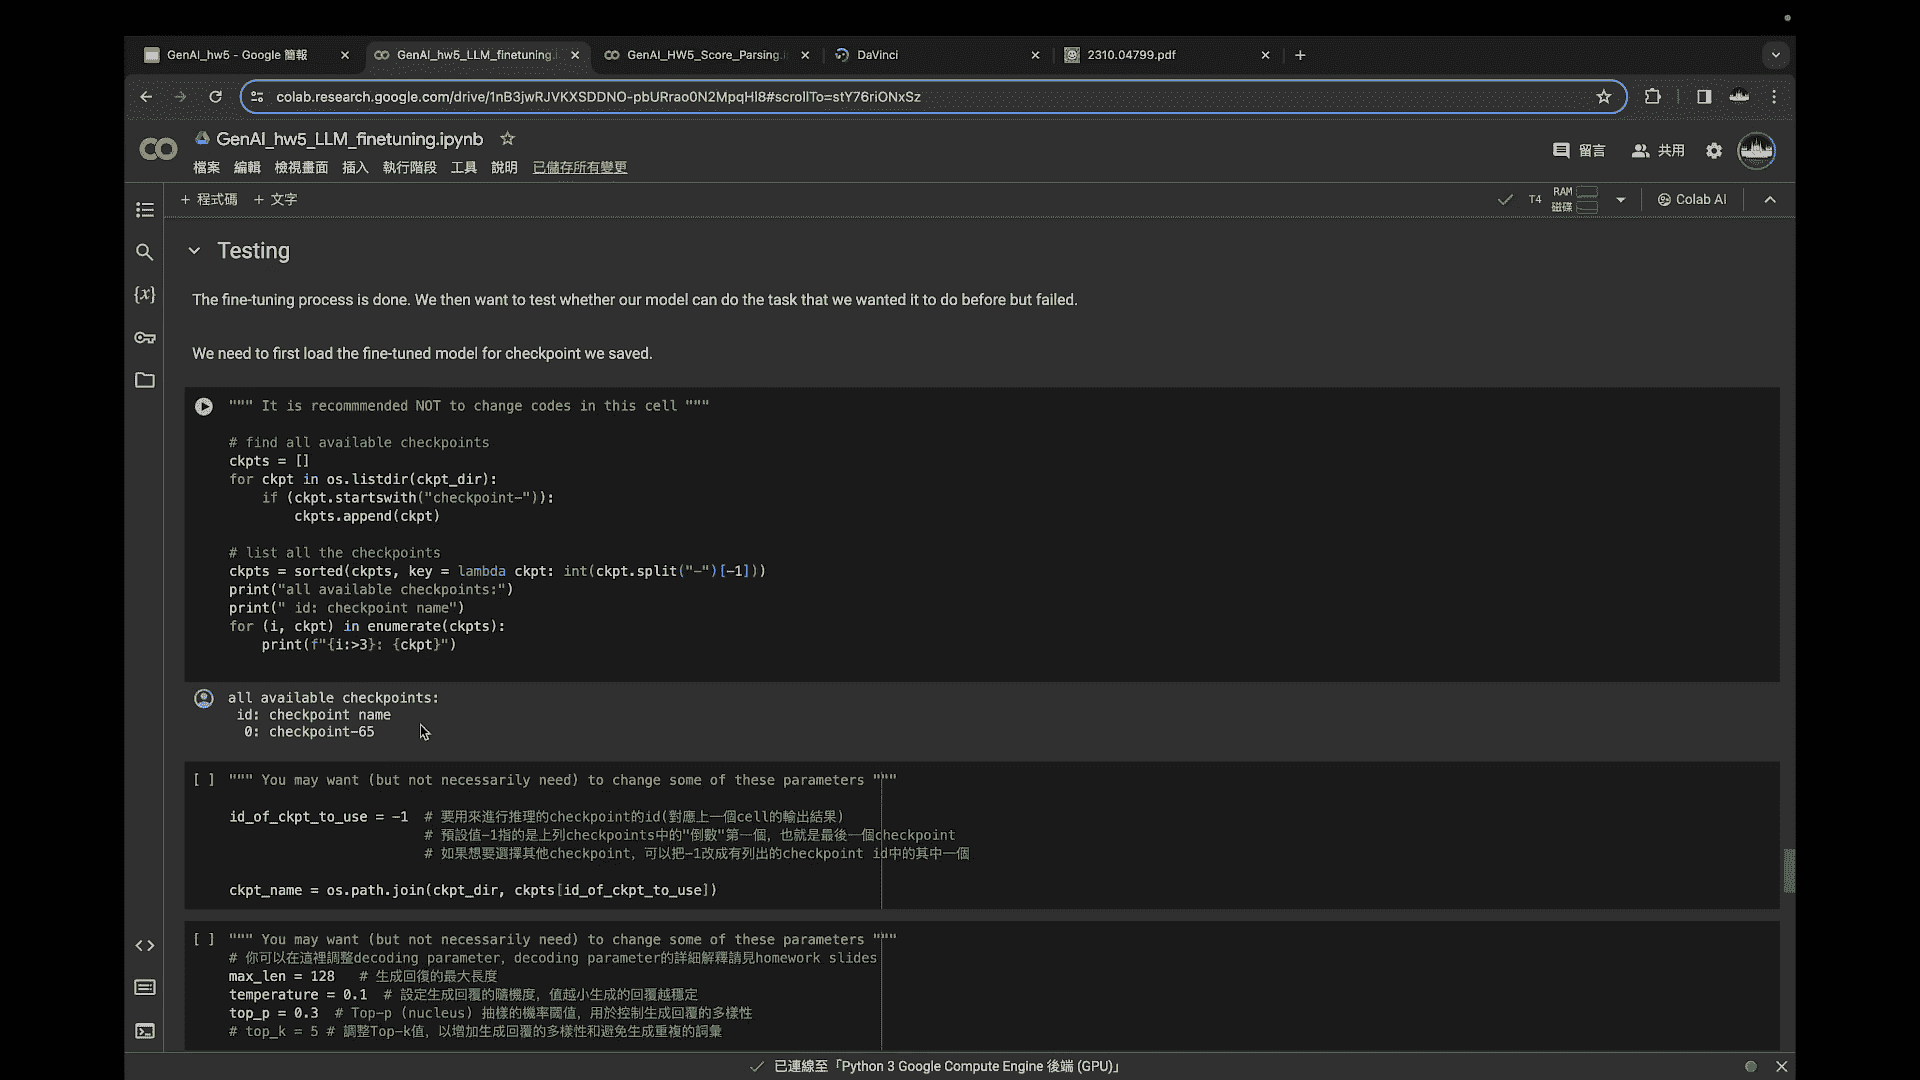 GenAI_hw5 - Google 簡報
GenAI_hw5_LLM_finetuning.i
GenAI_HW5_Score_Parsing.i
DaVinci
2310.04799.pdf
colab.research.google.com/drive/1nB3jwRJVKXSDDNO-pbURrao0N2MpqHl8#scrollTo=stY76riONxSz
GenAI_hw5_LLM_finetuning.ipynb
檔案 編輯 檢視畫面 插入 執行階段 工具 說明 已儲存所有變更
留言 共用
+ 程式碼 + 文字
T4 RAM 磁碟 Colab AI
Testing
The fine-tuning process is done. We then want to test whether our model can do the task that we wanted it to do before but failed.
We need to first load the fine-tuned model for checkpoint we saved.
""" It is recommmended NOT to change codes in this cell """
# find all available checkpoints
ckpts = []
for ckpt in os.listdir(ckpt_dir):
    if (ckpt.startswith("checkpoint-")):
        ckpts.append(ckpt)
# list all the checkpoints
ckpts = sorted(ckpts, key = lambda ckpt: int(ckpt.split("-")[-1]))
print("all available checkpoints:")
print(" id: checkpoint name")
for (i, ckpt) in enumerate(ckpts):
    print(f"{i:>3}: {ckpt}")
all available checkpoints:
 id: checkpoint name
  0: checkpoint-65
[ ] """ You may want (but not necessarily need) to change some of these parameters """
id_of_ckpt_to_use = -1  # 要用來進行推理的checkpoint的id(對應上一個cell的輸出結果)
# 預設值-1指的是上列checkpoints中的"倒數"第一個，也就是最後一個checkpoint
# 如果想要選擇其他checkpoint，可以把-1改成有列出的checkpoint id中的其中一個
ckpt_name = os.path.join(ckpt_dir, ckpts[id_of_ckpt_to_use])
[ ] """ You may want (but not necessarily need) to change some of these parameters """
# 你可以在這裡調整decoding parameter，decoding parameter的詳細解釋請見homework slides
max_len = 128   # 生成回復的最大長度
temperature = 0.1  # 設定生成回覆的隨機度，值越小生成的回覆越穩定
top_p = 0.3  # Top-p (nucleus) 抽樣的機率閾值，用於控制生成回覆的多樣性
# top_k = 5 # 調整Top-k值，以增加生成回覆的多樣性和避免生成重複的詞彙
已連線至「Python 3 Google Compute Engine 後端 (GPU)」